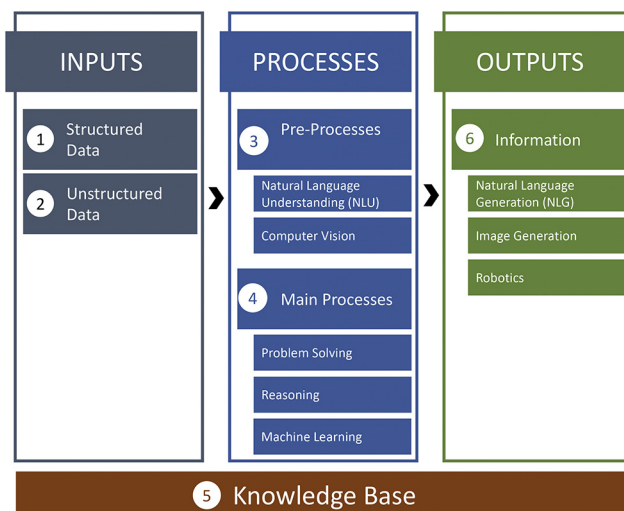 INPUTS
1 Structured
Data
2 Unstructured
Data
PROCESSES
3 Pre-Processes
Natural Language
Understanding (NLU)
Computer Vision
4 Main Processes
Problem Solving
Reasoning
Machine Learning
OUTPUTS
6 Information
Natural Language
Generation (NLG)
Image Generation
Robotics
5 Knowledge Base